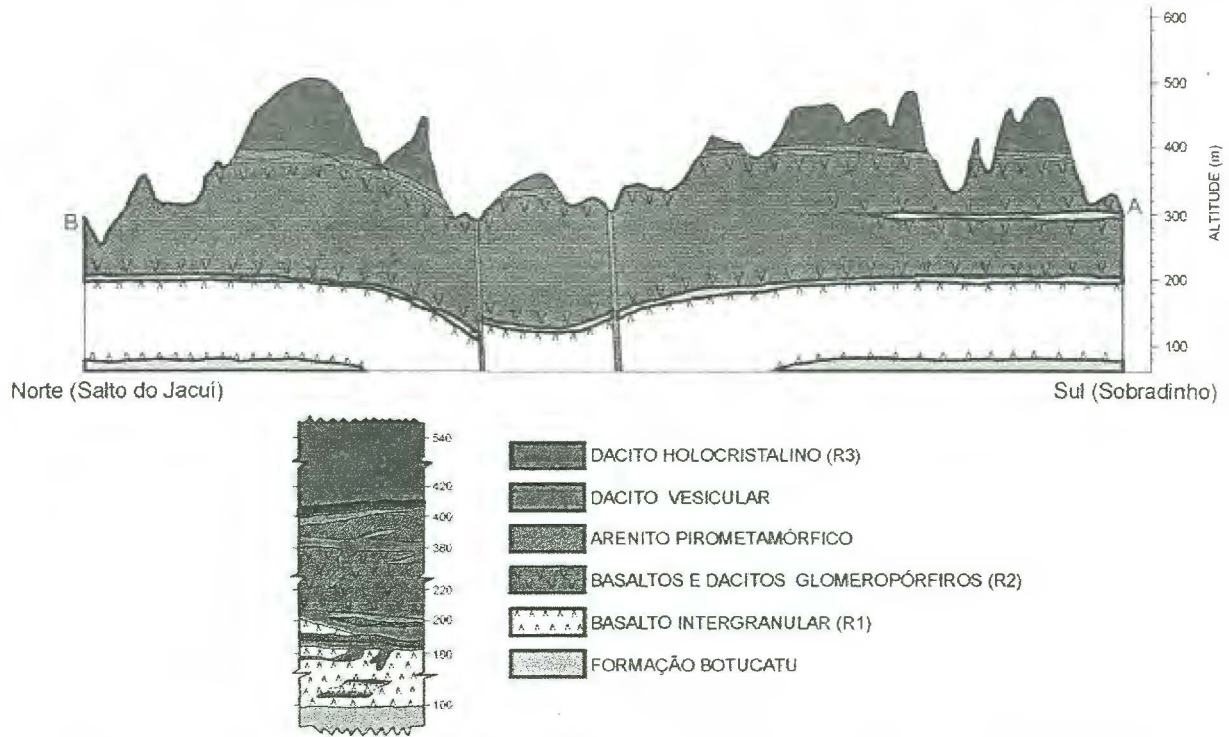 600
500
400
300
200
100
ALTITUDE (m)
B
A
Norte (Salto do Jacuí)
Sul (Sobradinho)
540
420
400
380
220
200
180
100
DACITO HOLOCRISTALINO (R3)
DACITO VESICULAR
ARENITO PIROMETAMÓRFICO
BASALTOS E DACITOS GLOMEROPÓRFIROS (R2)
BASALTO INTERGRANULAR (R1)
FORMAÇÃO BOTUCATU